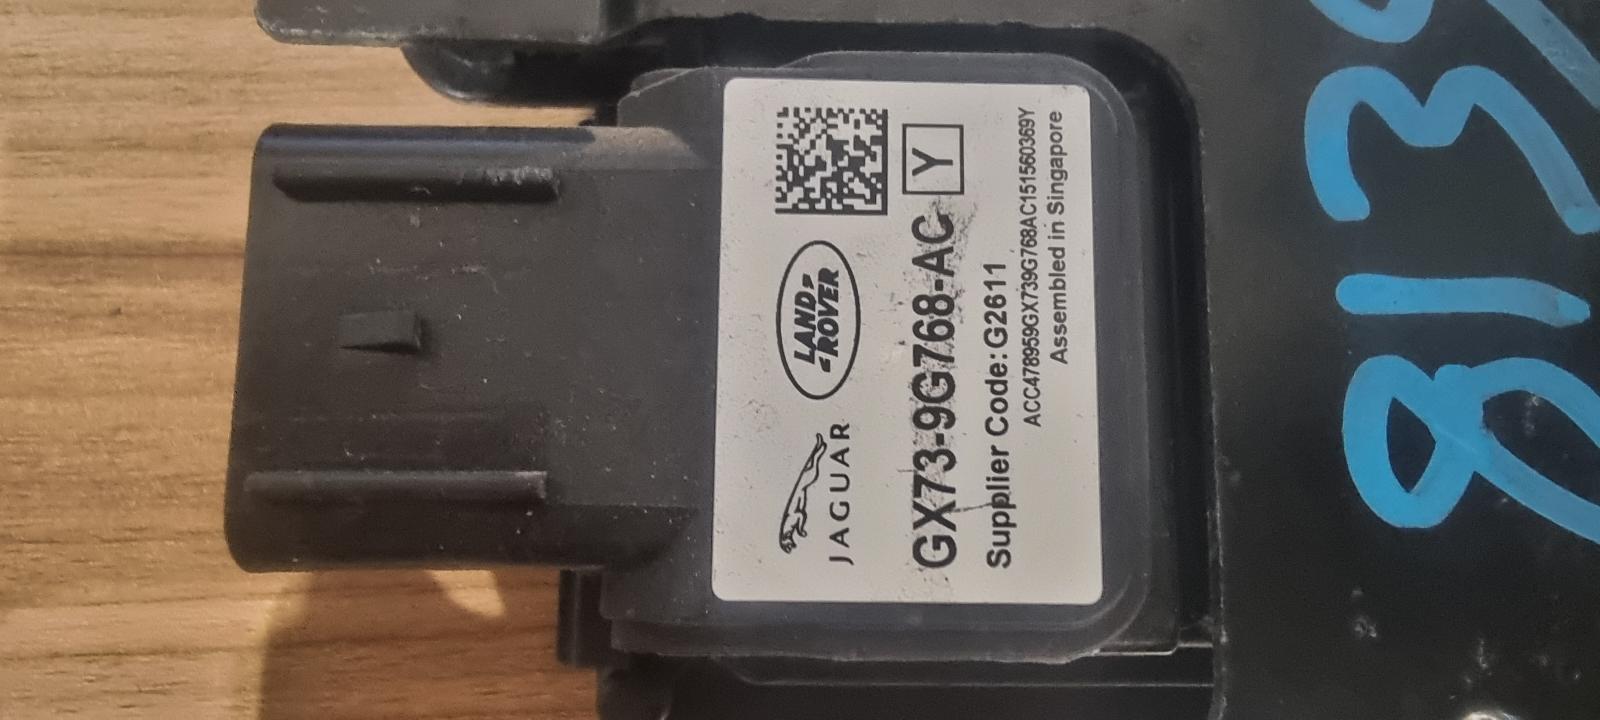 JAGUAR
LAND
ROVER
GX73-9G768-AC Y
Supplier Code: G2611
ACC478959GX739G768AC151560369Y
Assembled in Singapore